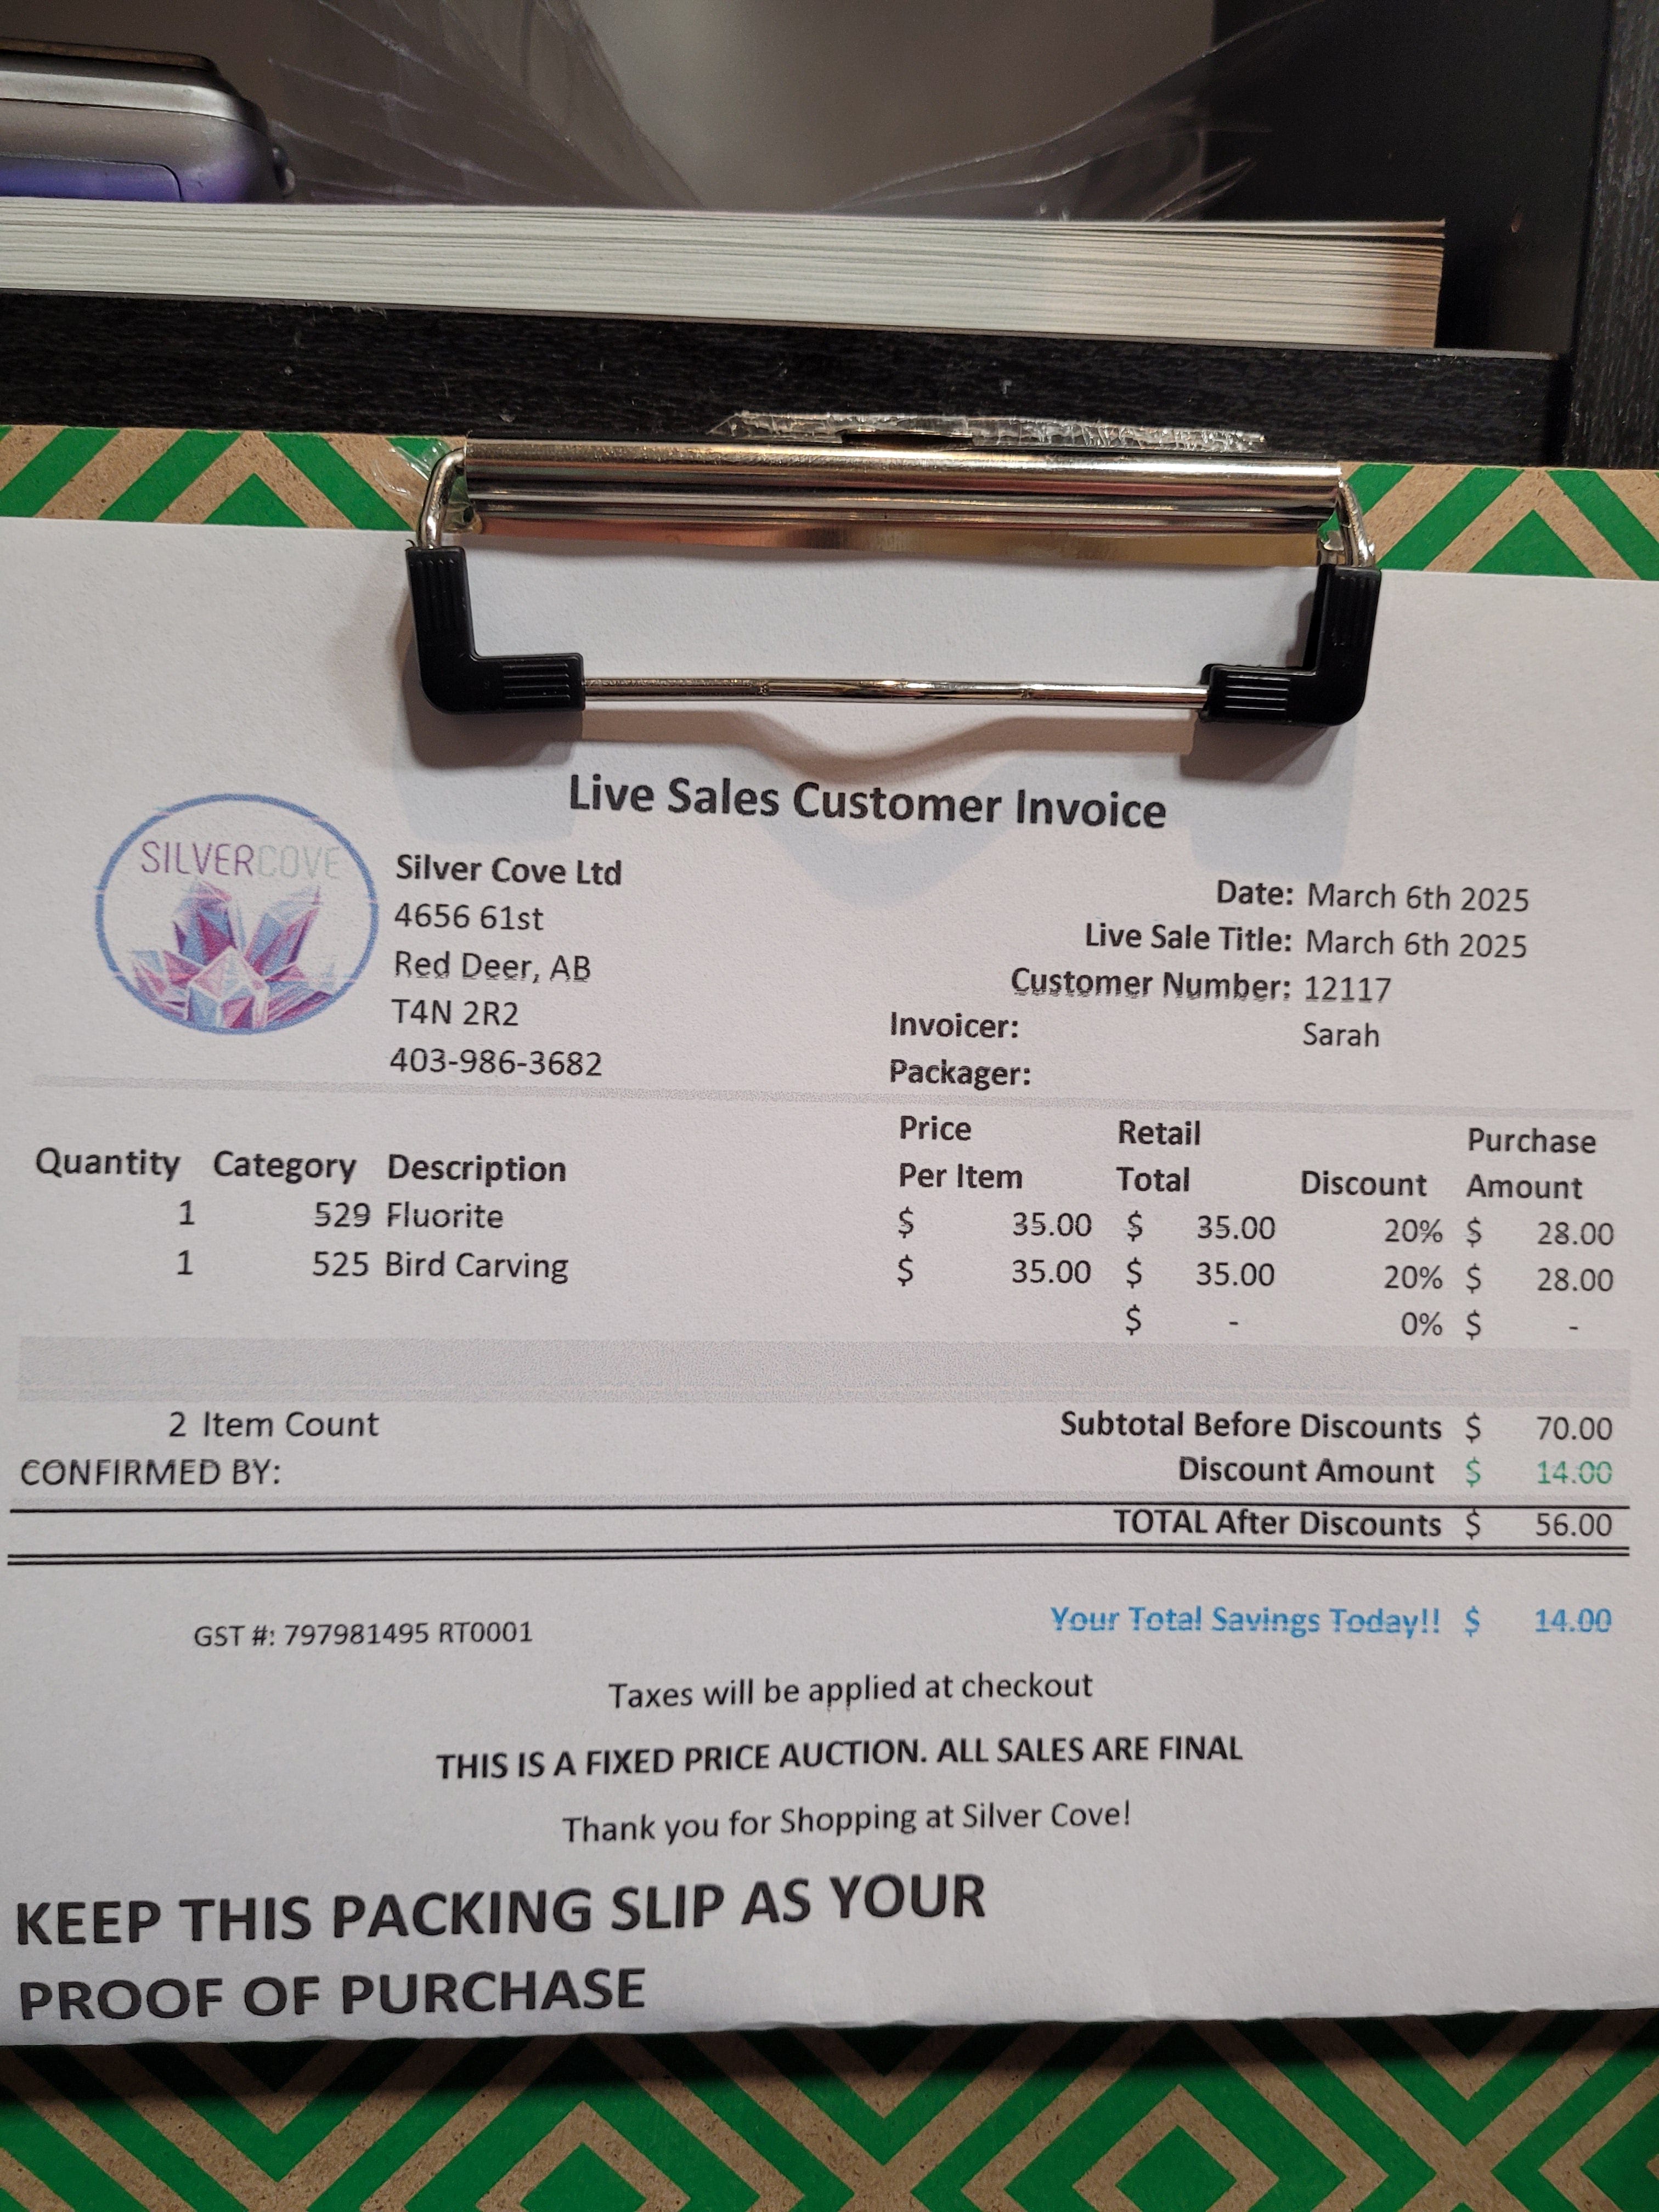 Live Sales Customer Invoice
SILVERCOVE
Silver Cove Ltd
4656 61st
Red Deer, AB
T4N 2R2
403-986-3682
Date: March 6th 2025
Live Sale Title: March 6th 2025
Customer Number: 12117
Invoicer: Sarah
Packager:
Quantity Category Description Price Per Item Retail Total Discount Purchase Amount
1 529 Fluorite $ 35.00 $ 35.00 20% $ 28.00
1 525 Bird Carving $ 35.00 $ 35.00 20% $ 28.00
$ - 0% $ -
2 Item Count Subtotal Before Discounts $ 70.00
CONFIRMED BY: Discount Amount $ 14.00
TOTAL After Discounts $ 56.00
GST #: 797981495 RT0001 Your Total Savings Today!! $ 14.00
Taxes will be applied at checkout
THIS IS A FIXED PRICE AUCTION. ALL SALES ARE FINAL
Thank you for Shopping at Silver Cove!
KEEP THIS PACKING SLIP AS YOUR
PROOF OF PURCHASE